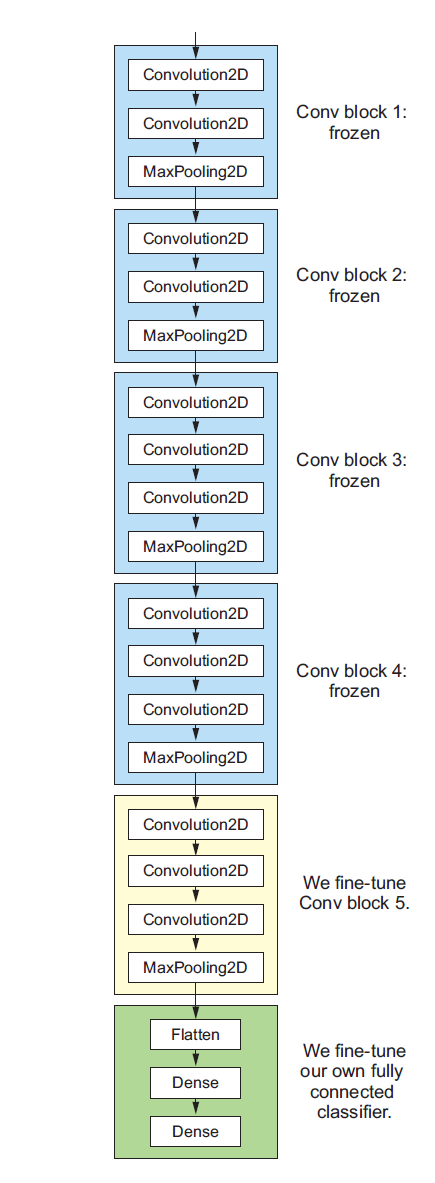 Convolution2D
Convolution2D
MaxPooling2D
Conv block 1:
frozen
Convolution2D
Convolution2D
MaxPooling2D
Conv block 2:
frozen
Convolution2D
Convolution2D
Convolution2D
MaxPooling2D
Conv block 3:
frozen
Convolution2D
Convolution2D
Convolution2D
MaxPooling2D
Conv block 4:
frozen
Convolution2D
Convolution2D
Convolution2D
MaxPooling2D
We fine-tune
Conv block 5.
Flatten
Dense
Dense
We fine-tune
our own fully
connected
classifier.